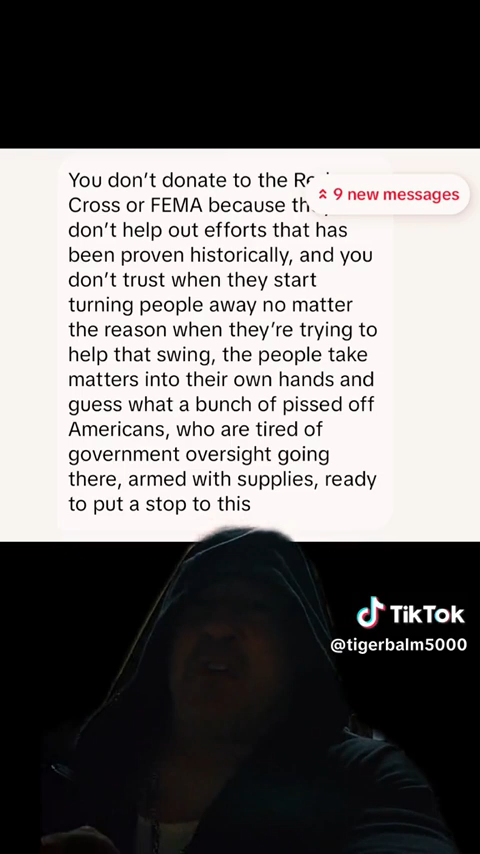 You don't donate to the
9 new messages
Cross or FEMA because
don't help out efforts that has
been proven historically, and you
don't trust when they start
turning people away no matter
the reason when they're trying to
help that swing, the people take
matters into their own hands and
guess what a bunch of pissed off
Americans, who are tired of
government oversight going
there, armed with supplies, ready
to put a stop to this
TikTok
@tigerbalm5000